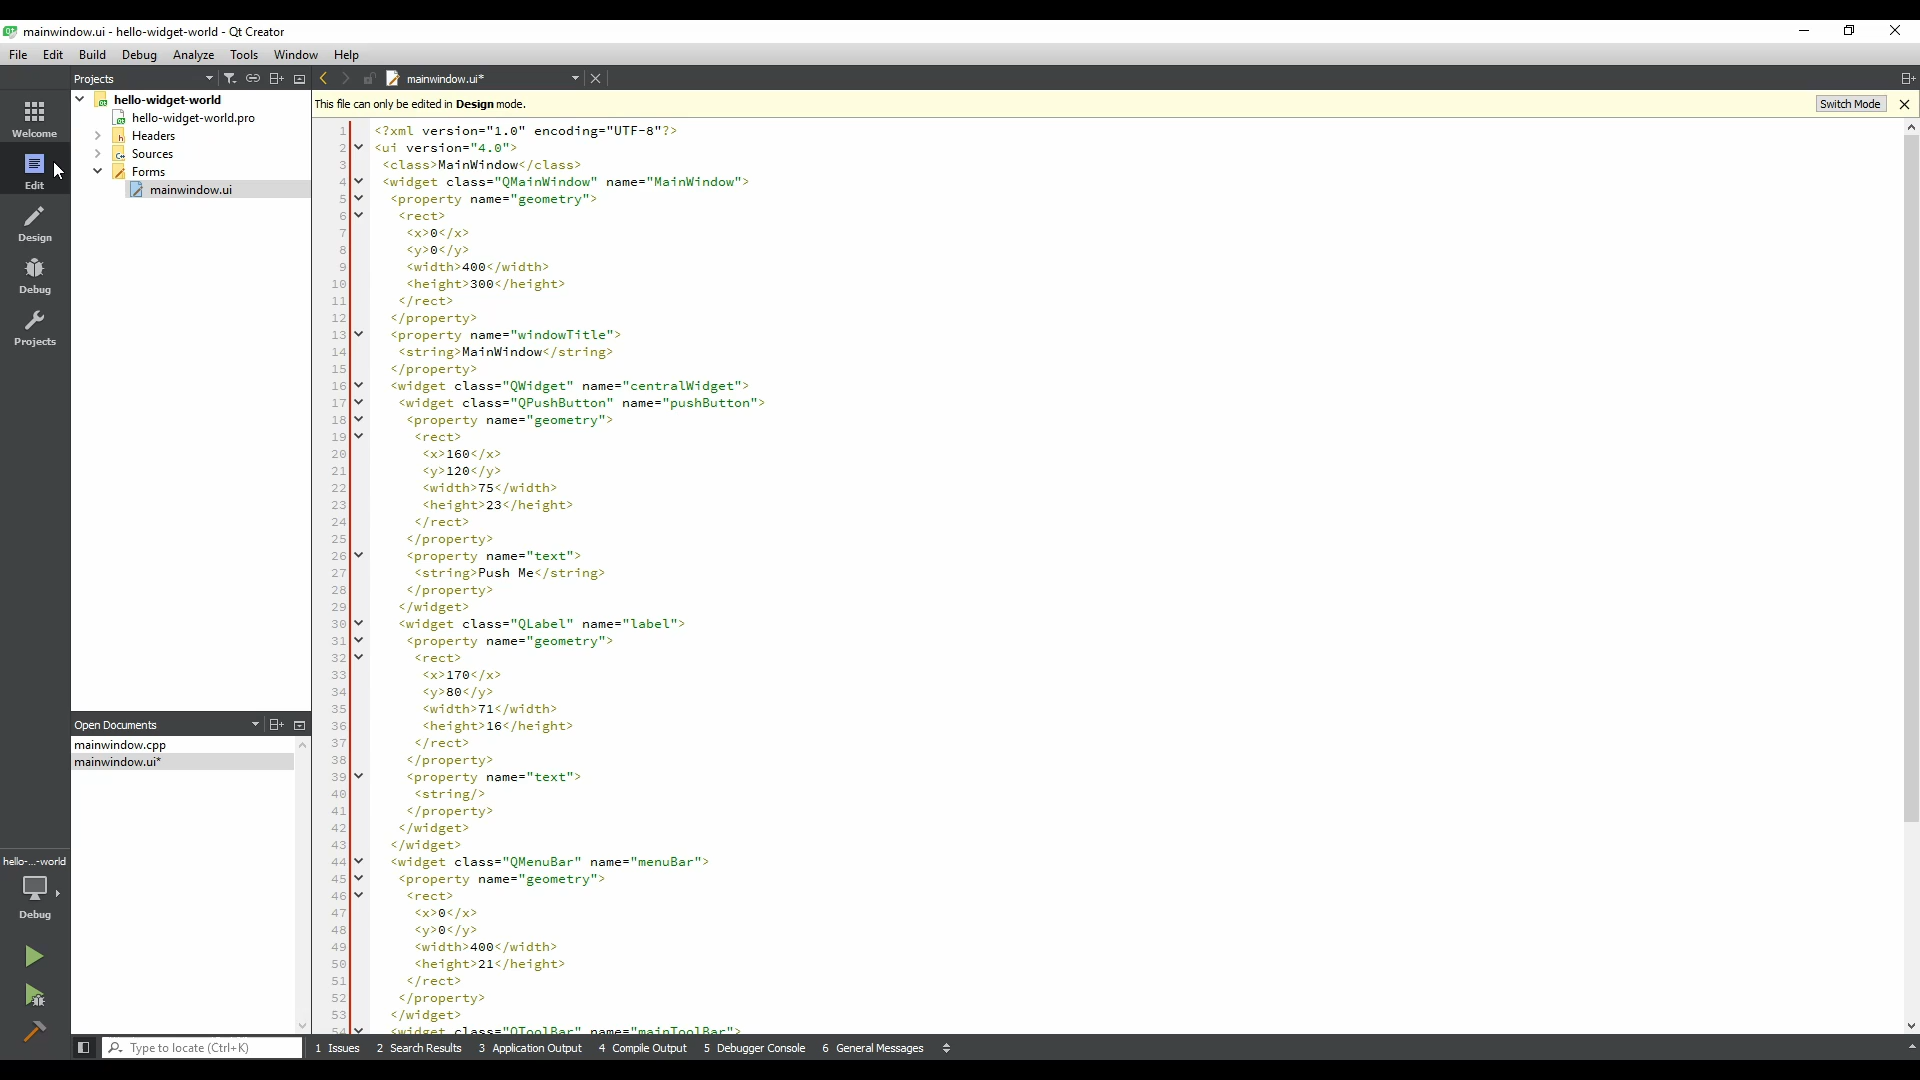 mainwindow.ui - hello-widget-world - Qt Creator
File Edit Build Debug Analyze Tools Window Help
Projects
mainwindow.ui*
Welcome
Edit
Design
Debug
Projects
hello-widget-world
hello-widget-world.pro
Headers
Sources
Forms
mainwindow.ui
This file can only be edited in Design mode.
Switch Mode
1 <?xml version="1.0" encoding="UTF-8"?>
2 <ui version="4.0">
3 <class>MainWindow</class>
4 <widget class="QMainWindow" name="MainWindow">
5 <property name="geometry">
6 <rect>
7 <x>0</x>
8 <y>0</y>
9 <width>400</width>
10 <height>300</height>
11 </rect>
12 </property>
13 <property name="windowTitle">
14 <string>MainWindow</string>
15 </property>
16 <widget class="QWidget" name="centralWidget">
17 <widget class="QPushButton" name="pushButton">
18 <property name="geometry">
19 <rect>
20 <x>160</x>
21 <y>120</y>
22 <width>75</width>
23 <height>23</height>
24 </rect>
25 </property>
26 <property name="text">
27 <string>Push Me</string>
28 </property>
29 </widget>
30 <widget class="QLabel" name="label">
31 <property name="geometry">
32 <rect>
33 <x>170</x>
34 <y>80</y>
35 <width>71</width>
36 <height>16</height>
37 </rect>
38 </property>
39 <property name="text">
40 <string/>
41 </property>
42 </widget>
43 </widget>
44 <widget class="QMenuBar" name="menuBar">
45 <property name="geometry">
46 <rect>
47 <x>0</x>
48 <y>0</y>
49 <width>400</width>
50 <height>21</height>
51 </rect>
52 </property>
53 </widget>
54 <widget class="QToolBar" name="mainToolBar">
Open Documents
mainwindow.cpp
mainwindow.ui*
hello-...-world
Debug
Type to locate (Ctrl+K)
1 Issues 2 Search Results 3 Application Output 4 Compile Output 5 Debugger Console 6 General Messages